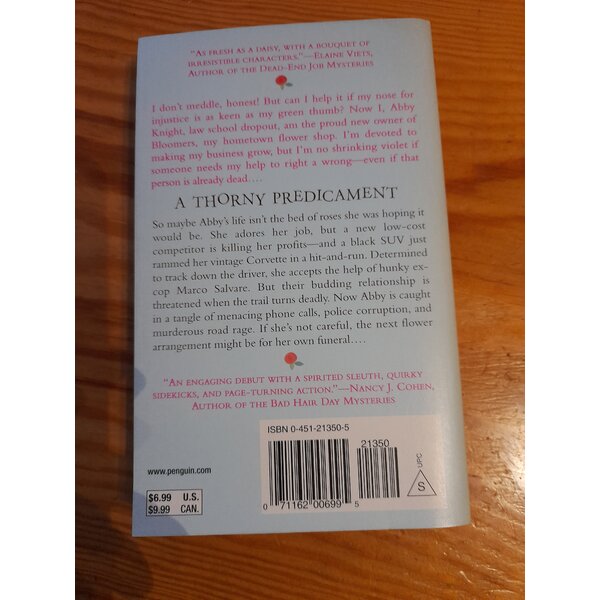 "As fresh as a daisy, with a bouquet of
irresistible characters."—Elaine Viets,
Author of the Dead-End Job Mysteries
I don't meddle, honest! But can I help it if my nose for
injustice is as keen as my green thumb? Now I, Abby
Knight, law school dropout, am the proud new owner of
Bloomers, my hometown flower shop. I'm devoted to
making my business grow, but I'm no shrinking violet if
someone needs my help to right a wrong—even if that
person is already dead....
A THORNY PREDICAMENT
So maybe Abby's life isn't the bed of roses she was hoping it
would be. She adores her job, but a new low-cost
competitor is killing her profits—and a black SUV just
rammed her vintage Corvette in a hit-and-run. Determined
to track down the driver, she accepts the help of hunky ex-
cop Marco Salvare. But their budding relationship is
threatened when the trail turns deadly. Now Abby is caught
in a tangle of menacing phone calls, police corruption, and
murderous road rage. If she's not careful, the next flower
arrangement might be for her own funeral....
"An engaging debut with a spirited sleuth, quirky
sidekicks, and page-turning action."—Nancy J. Cohen,
Author of the Bad Hair Day Mysteries
ISBN 0-451-21350-5
21350
UPC
S
www.penguin.com
$6.99 U.S.
$9.99 CAN.
0 71162 00699 5